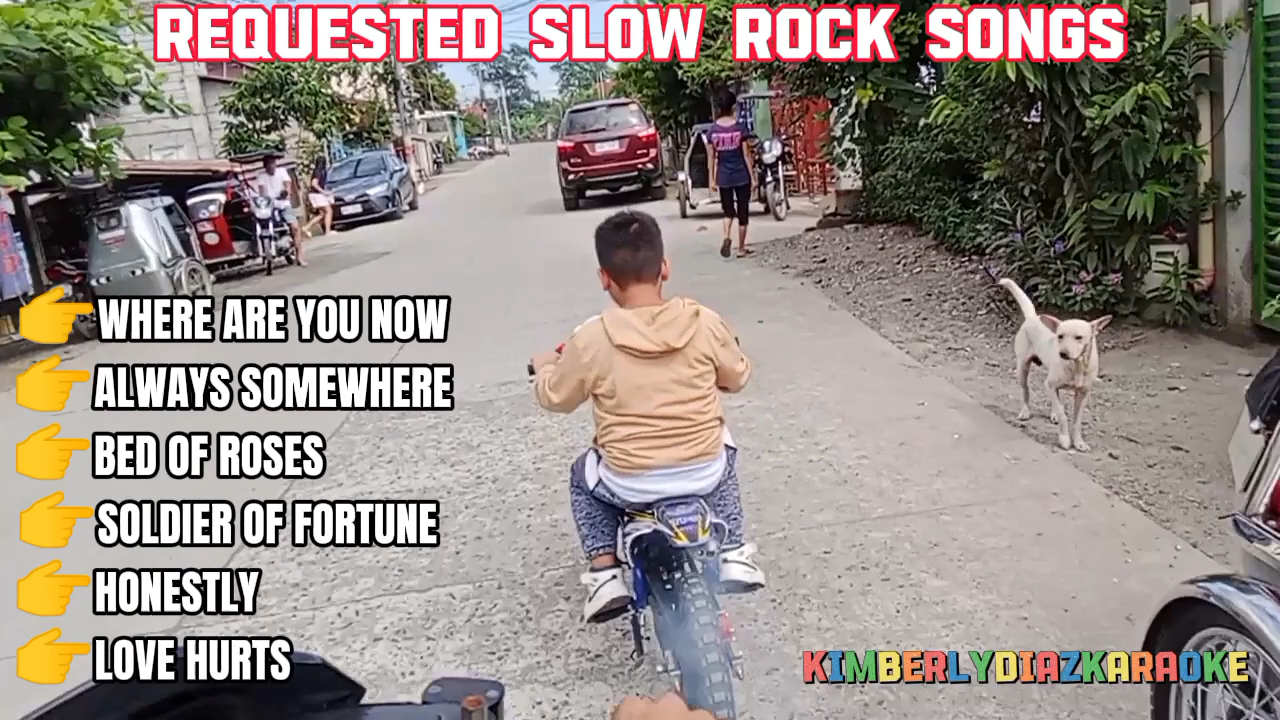 REQUESTED SLOW ROCK SONGS
WHERE ARE YOU NOW
ALWAYS SOMEWHERE
BED OF ROSES
SOLDIER OF FORTUNE
HONESTLY
LOVE HURTS
KIMBERLYDIAZKARAOKE